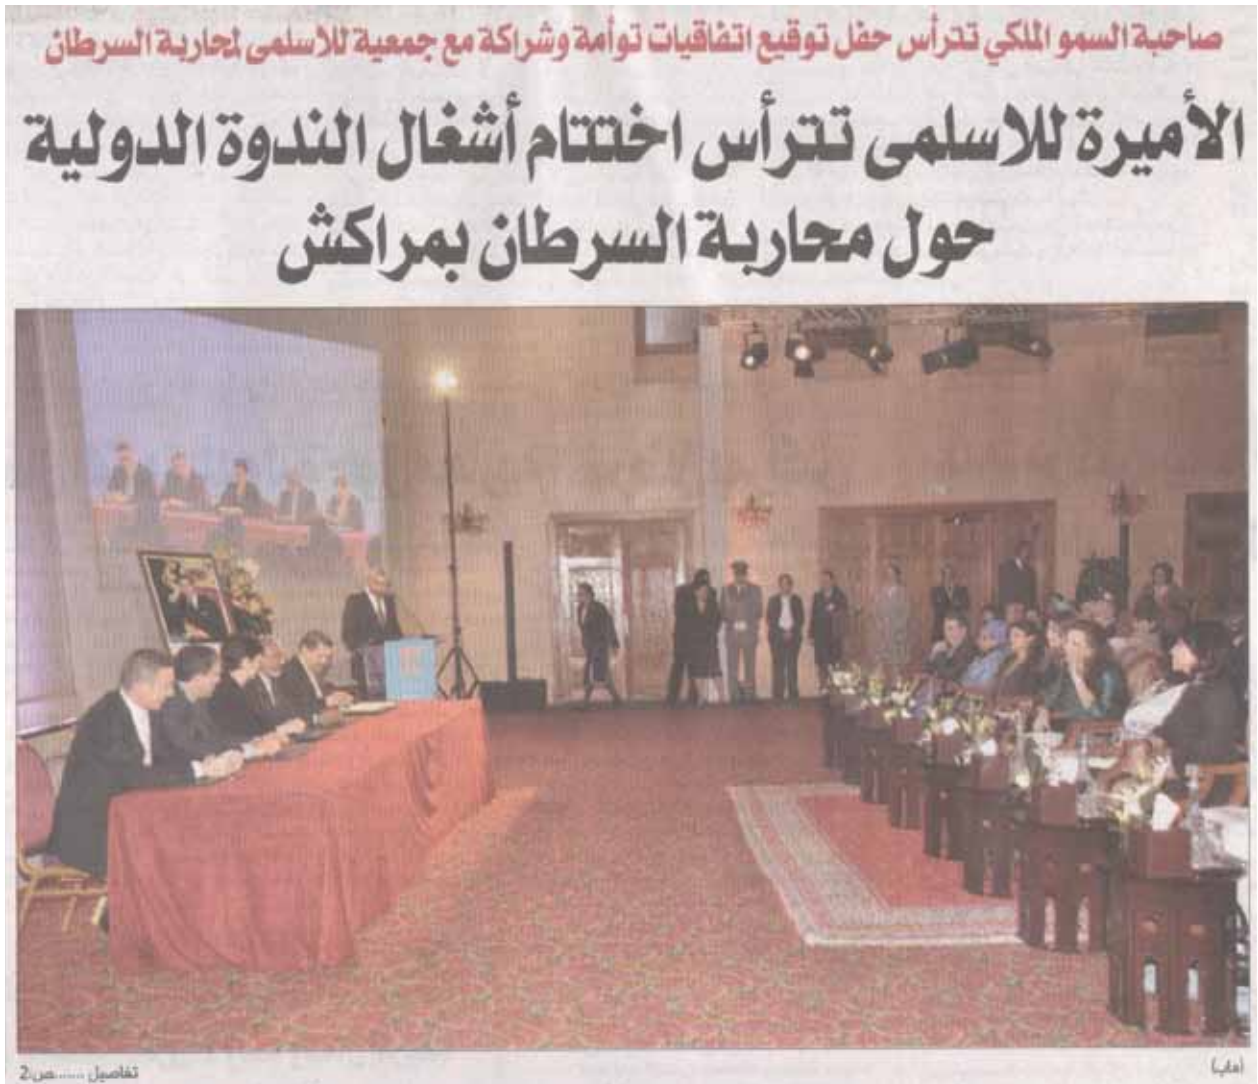 صاحبة السمو الملكي تترأس حفل توقيع اتفاقيات توأمة وشراكة مع جمعية للاسلمى لمحاربة السرطان
الأميرة للاسلمى تترأس اختتام أشغال الندوة الدولية
حول محاربة السرطان بمراكش
(ماب)
تفاصيل .......ص2